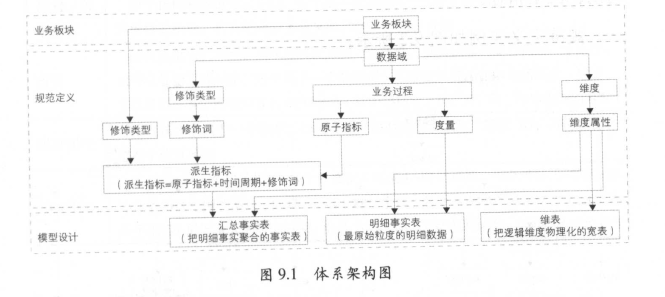 业务板块
业务板块
数据域
规范定义
修饰类型
业务过程
维度
修饰类型
修饰词
原子指标
度量
维度属性
派生指标
(派生指标=原子指标+时间周期+修饰词)
模型设计
汇总事实表
(把明细事实聚合的事实表)
明细事实表
(最原始粒度的明细数据)
维表
(把逻辑维度物理化的宽表)
图 9.1 体系架构图